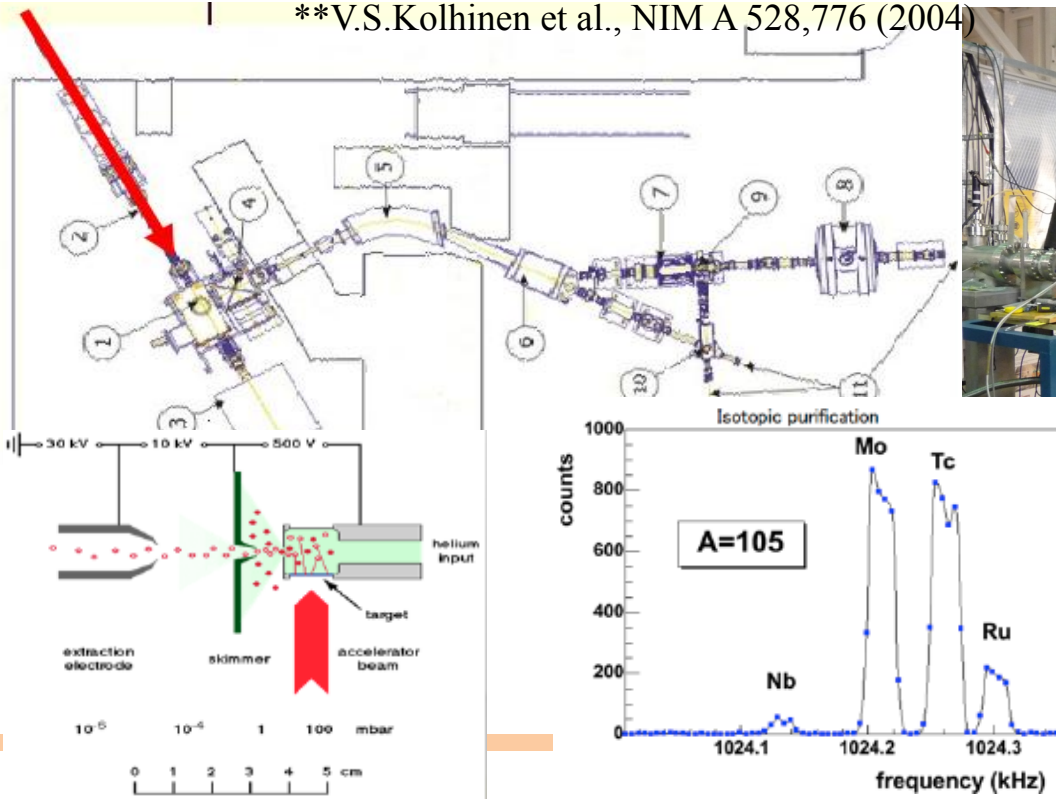 **V.S.Kolhinen et al., NIM A 528,776 (2004)
5
4
2
7
9
8
1
6
10
11
3
30 kV
10 kV
500 V
helium
input
target
extraction
electrode
skimmer
accelerator
beam
10⁻⁵ 10⁻⁴ 1 100 mbar
0 1 2 3 4 5 cm
Isotopic purification
counts
1000
800
600
400
200
0
A=105
Nb
Mo
Tc
Ru
1024.1 1024.2 1024.3
frequency (kHz)